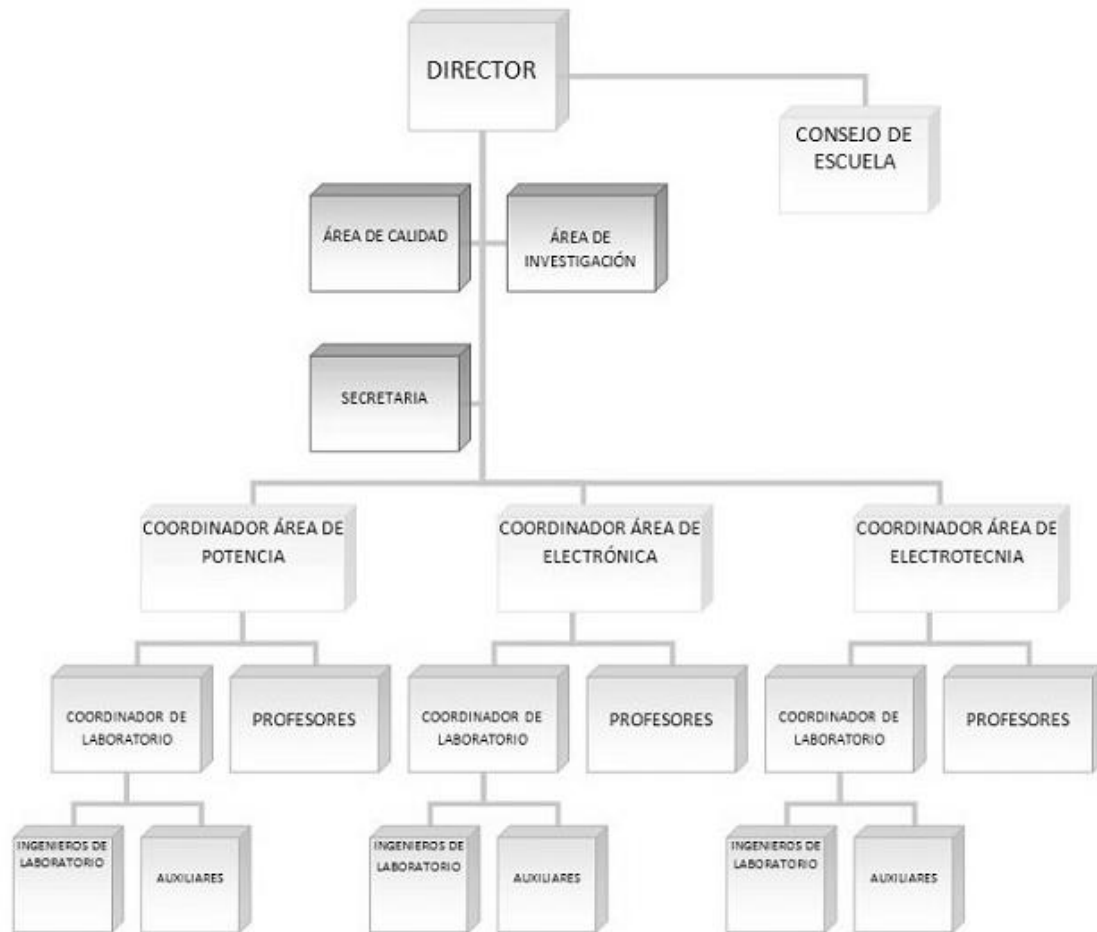 DIRECTOR
CONSEJO DE
ESCUELA
ÁREA DE CALIDAD
ÁREA DE
INVESTIGACIÓN
SECRETARIA
COORDINADOR ÁREA DE
POTENCIA
COORDINADOR ÁREA DE
ELECTRÓNICA
COORDINADOR ÁREA DE
ELECTROTECNIA
COORDINADOR DE
LABORATORIO
PROFESORES
COORDINADOR DE
LABORATORIO
PROFESORES
COORDINADOR DE
LABORATORIO
PROFESORES
INGENIEROS DE
LABORATORIO
AUXILIARES
INGENIEROS DE
LABORATORIO
AUXILIARES
INGENIEROS DE
LABORATORIO
AUXILIARES